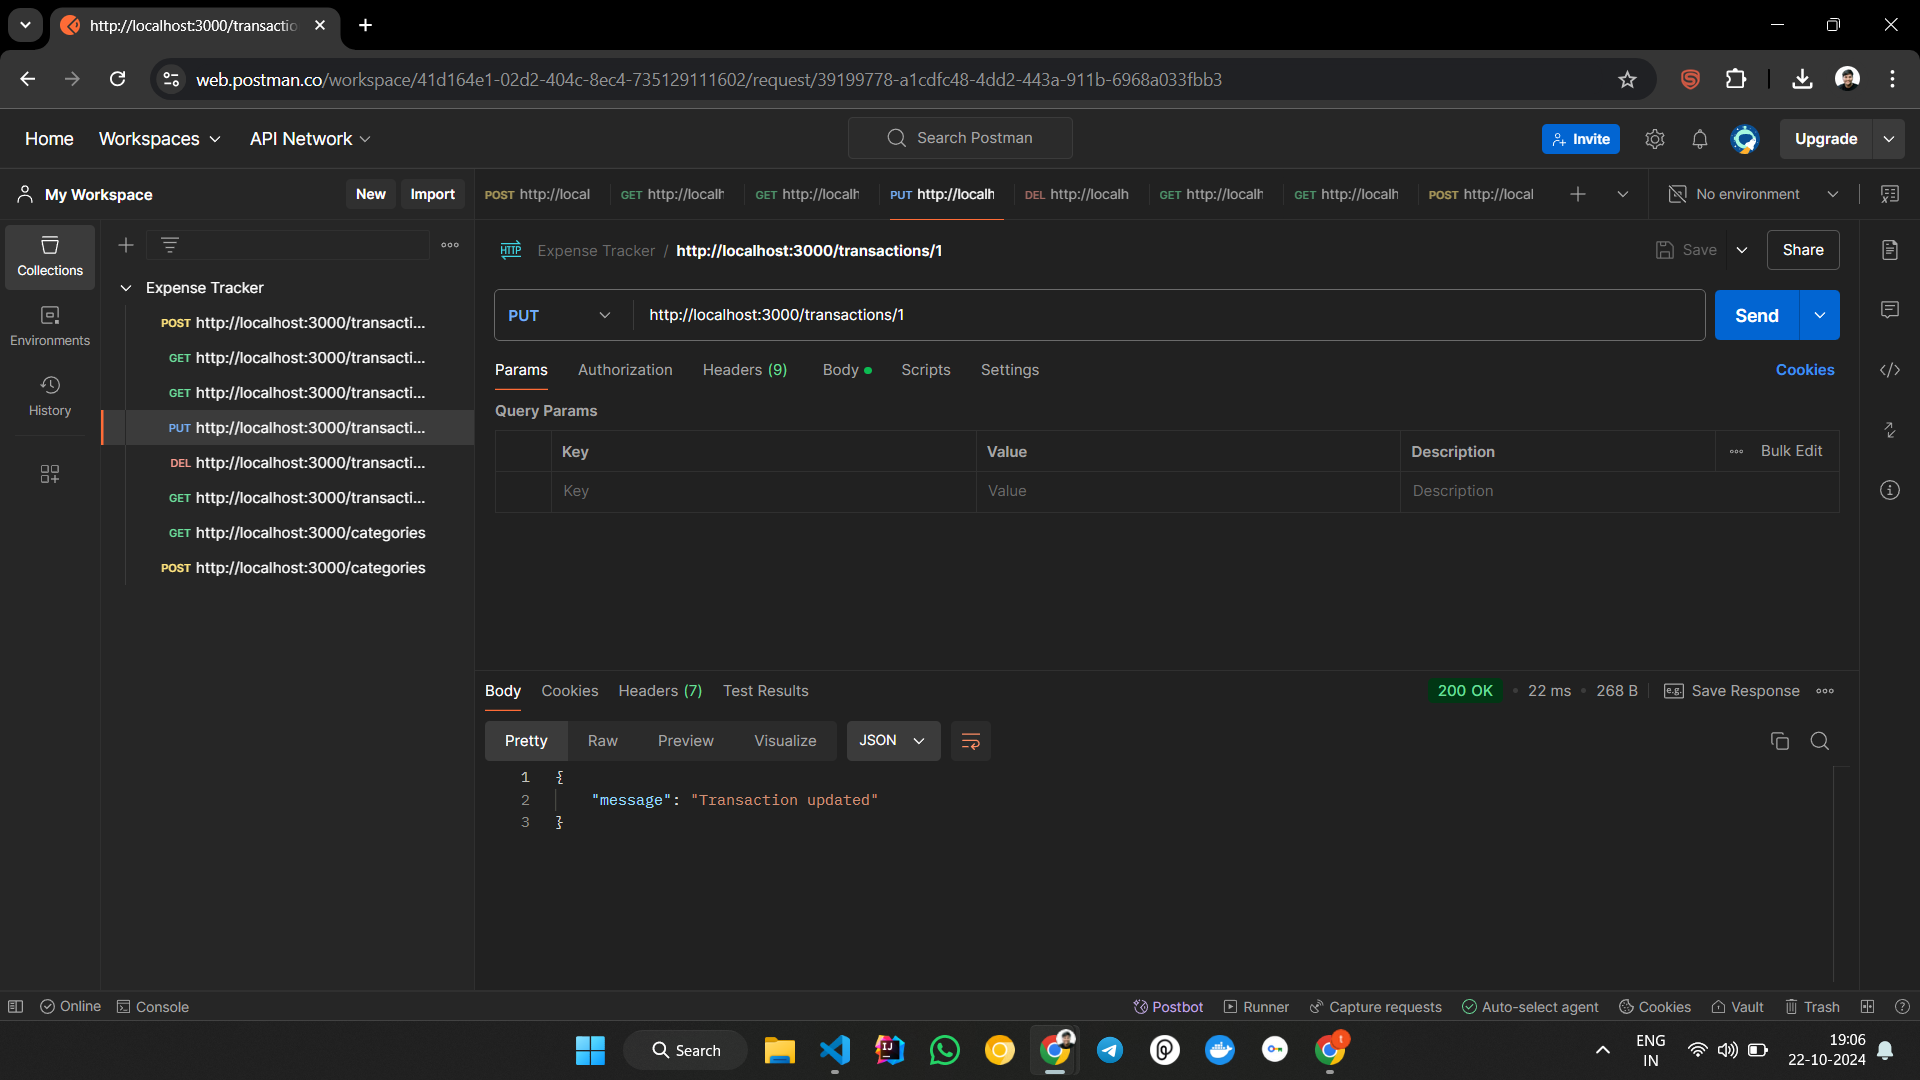 http://localhost:3000/transactio
web.postman.co/workspace/41d164e1-02d2-404c-8ec4-735129111602/request/39199778-a1cdfc48-4dd2-443a-911b-6968a033fbb3
Home Workspaces API Network Search Postman Invite Upgrade
My Workspace New Import
POST http://local GET http://localh GET http://localh PUT http://localh DEL http://localh GET http://localh GET http://localh POST http://local No environment
Collections
Environments
History
Expense Tracker
POST http://localhost:3000/transacti...
GET http://localhost:3000/transacti...
GET http://localhost:3000/transacti...
PUT http://localhost:3000/transacti...
DEL http://localhost:3000/transacti...
GET http://localhost:3000/transacti...
GET http://localhost:3000/categories
POST http://localhost:3000/categories
HTTP Expense Tracker / http://localhost:3000/transactions/1 Save Share
PUT http://localhost:3000/transactions/1 Send
Params Authorization Headers (9) Body Scripts Settings Cookies
Query Params
Key Value Description Bulk Edit
Key Value Description
Body Cookies Headers (7) Test Results 200 OK 22 ms 268 B e.g. Save Response
Pretty Raw Preview Visualize JSON
1 {
2 "message": "Transaction updated"
3 }
Online Console Postbot Runner Capture requests Auto-select agent Cookies Vault Trash
Search IJ t ENG IN 19:06 22-10-2024